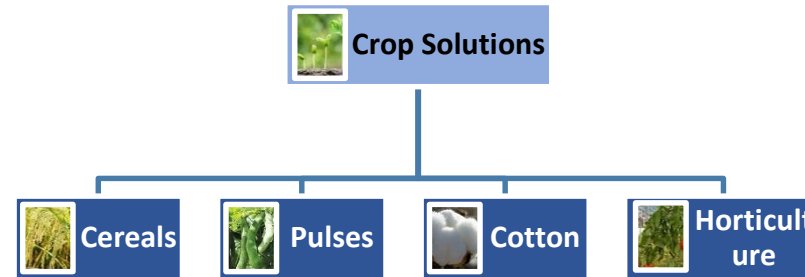 Crop Solutions
Cereals
Pulses
Cotton
Horticult
ure